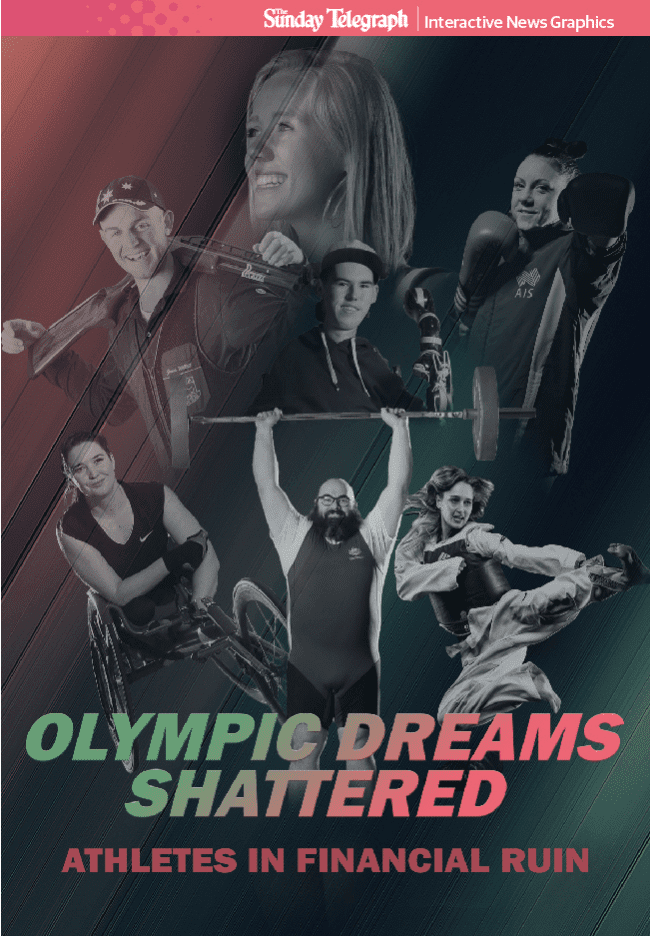 The Sunday Telegraph | Interactive News Graphics
AIS
OLYMPIC DREAMS
SHATTERED
ATHLETES IN FINANCIAL RUIN